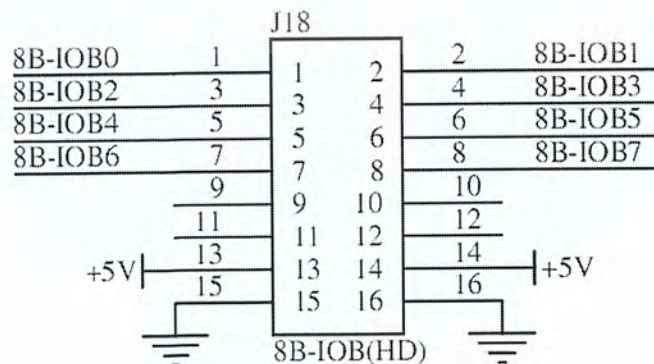 J18
8B-IOB0 1 1 2 2 8B-IOB1
8B-IOB2 3 3 4 4 8B-IOB3
8B-IOB4 5 5 6 6 8B-IOB5
8B-IOB6 7 7 8 8 8B-IOB7
9 9 10 10
11 11 12 12
+5V 13 13 14 14 +5V
15 15 16 16
8B-IOB(HD)